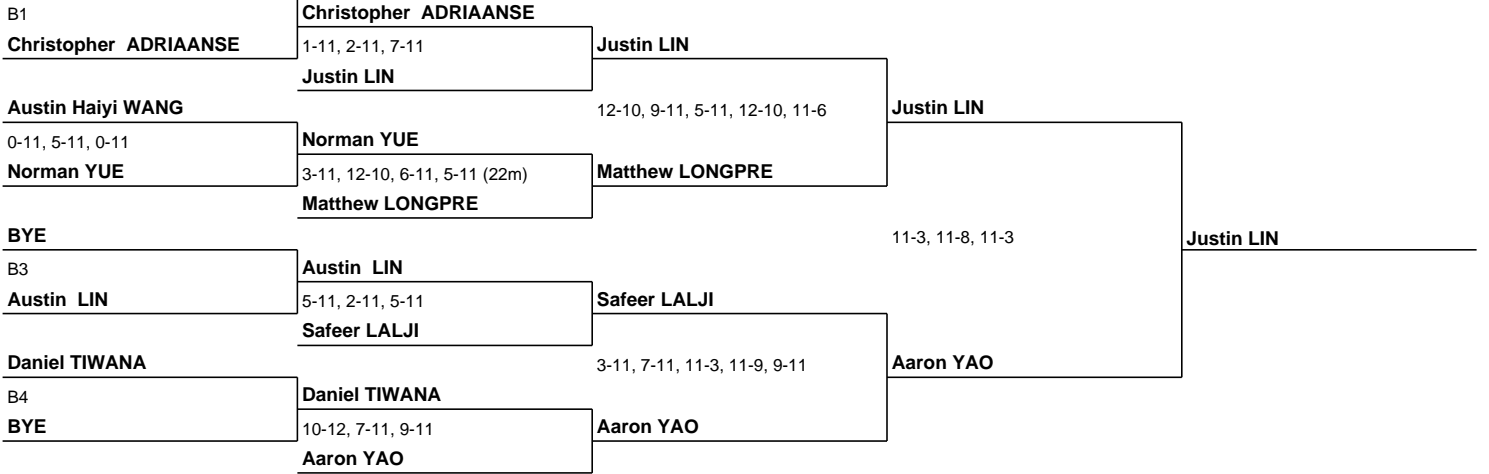 B1
Christopher ADRIAANSE
Christopher ADRIAANSE
1-11, 2-11, 7-11
Justin LIN
Justin LIN
Austin Haiyi WANG
0-11, 5-11, 0-11
Norman YUE
Norman YUE
3-11, 12-10, 6-11, 5-11 (22m)
Matthew LONGPRE
12-10, 9-11, 5-11, 12-10, 11-6
Matthew LONGPRE
Justin LIN
BYE
B3
Austin LIN
Austin LIN
5-11, 2-11, 5-11
Safeer LALJI
Safeer LALJI
Daniel TIWANA
B4
BYE
Daniel TIWANA
10-12, 7-11, 9-11
Aaron YAO
3-11, 7-11, 11-3, 11-9, 9-11
Aaron YAO
Aaron YAO
11-3, 11-8, 11-3
Justin LIN